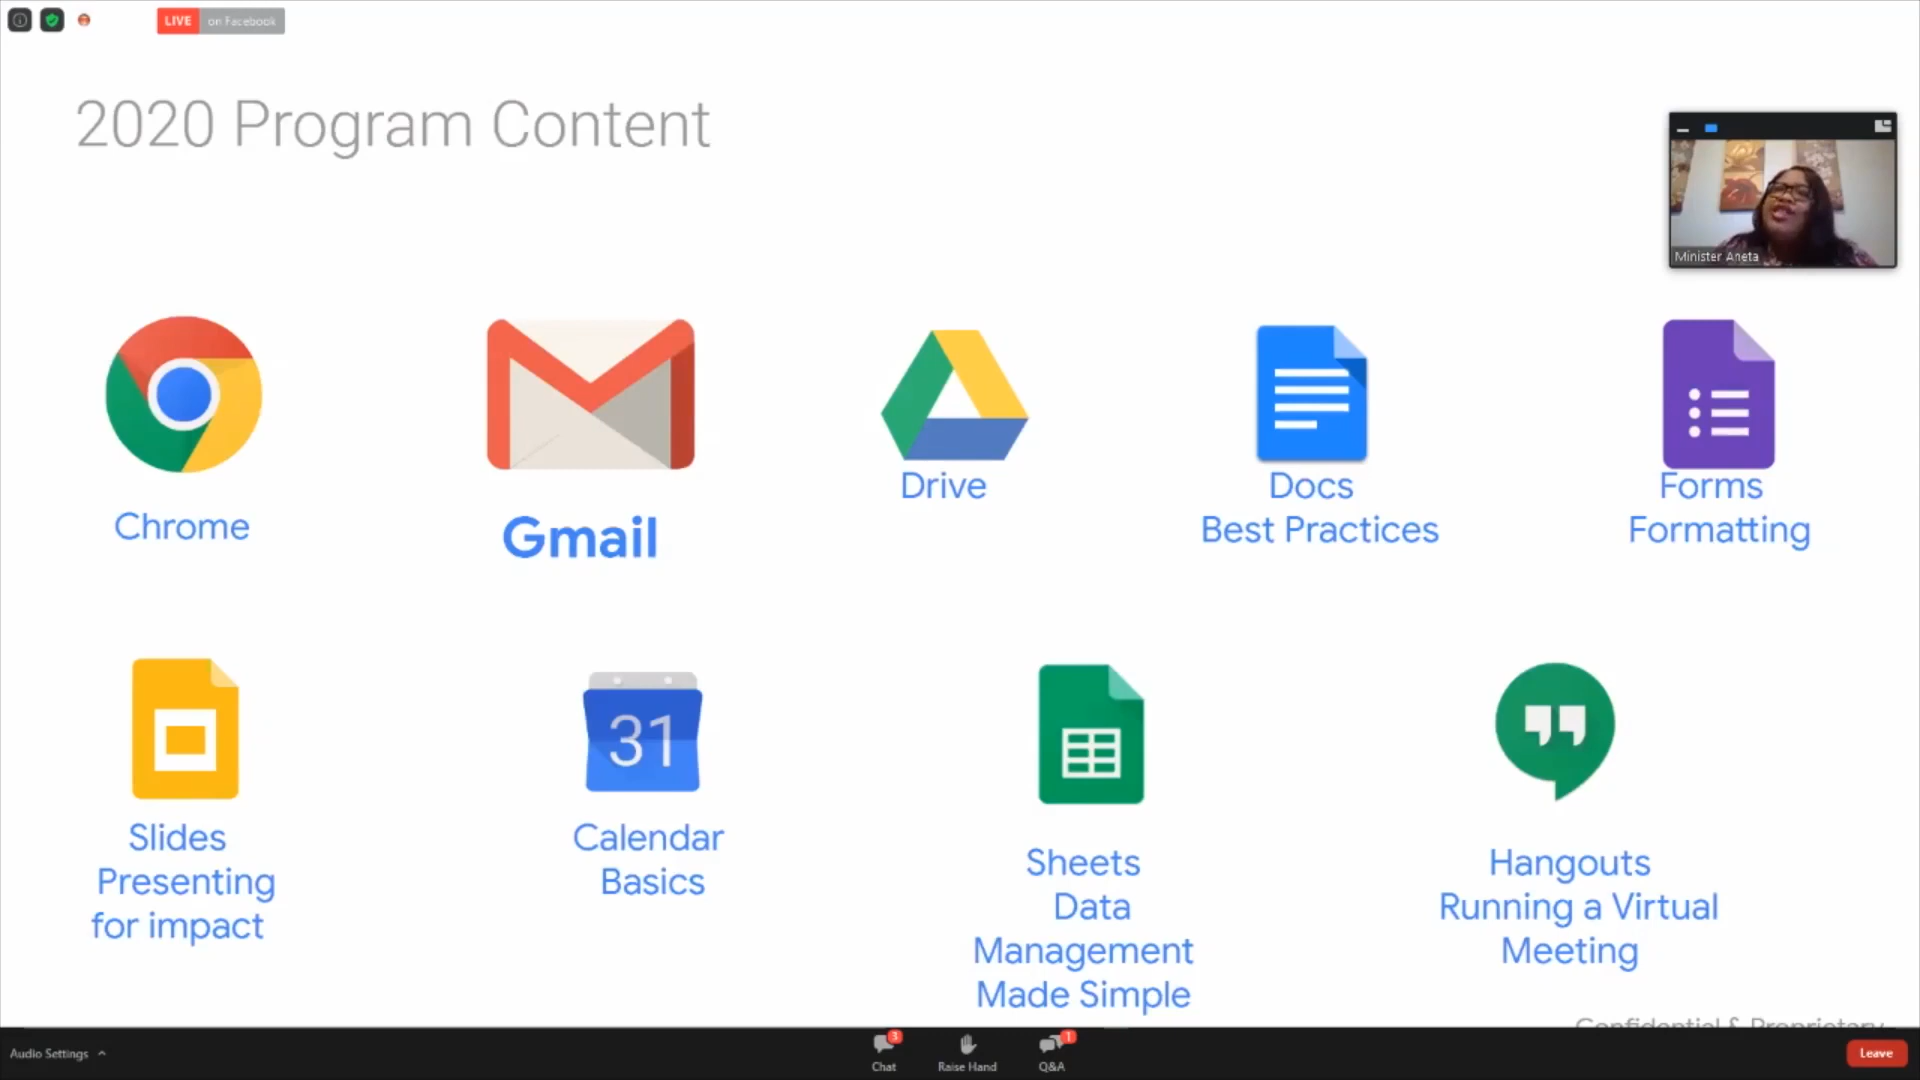 LIVE on Facebook
2020 Program Content
Minister Aneta
Chrome
Gmail
Drive
Docs
Best Practices
Forms
Formatting
Slides
Presenting
for impact
31
Calendar
Basics
Sheets
Data
Management
Made Simple
Hangouts
Running a Virtual
Meeting
Confidential & Proprietary
Audio Settings
3
Chat
Raise Hand
1
Q&A
Leave